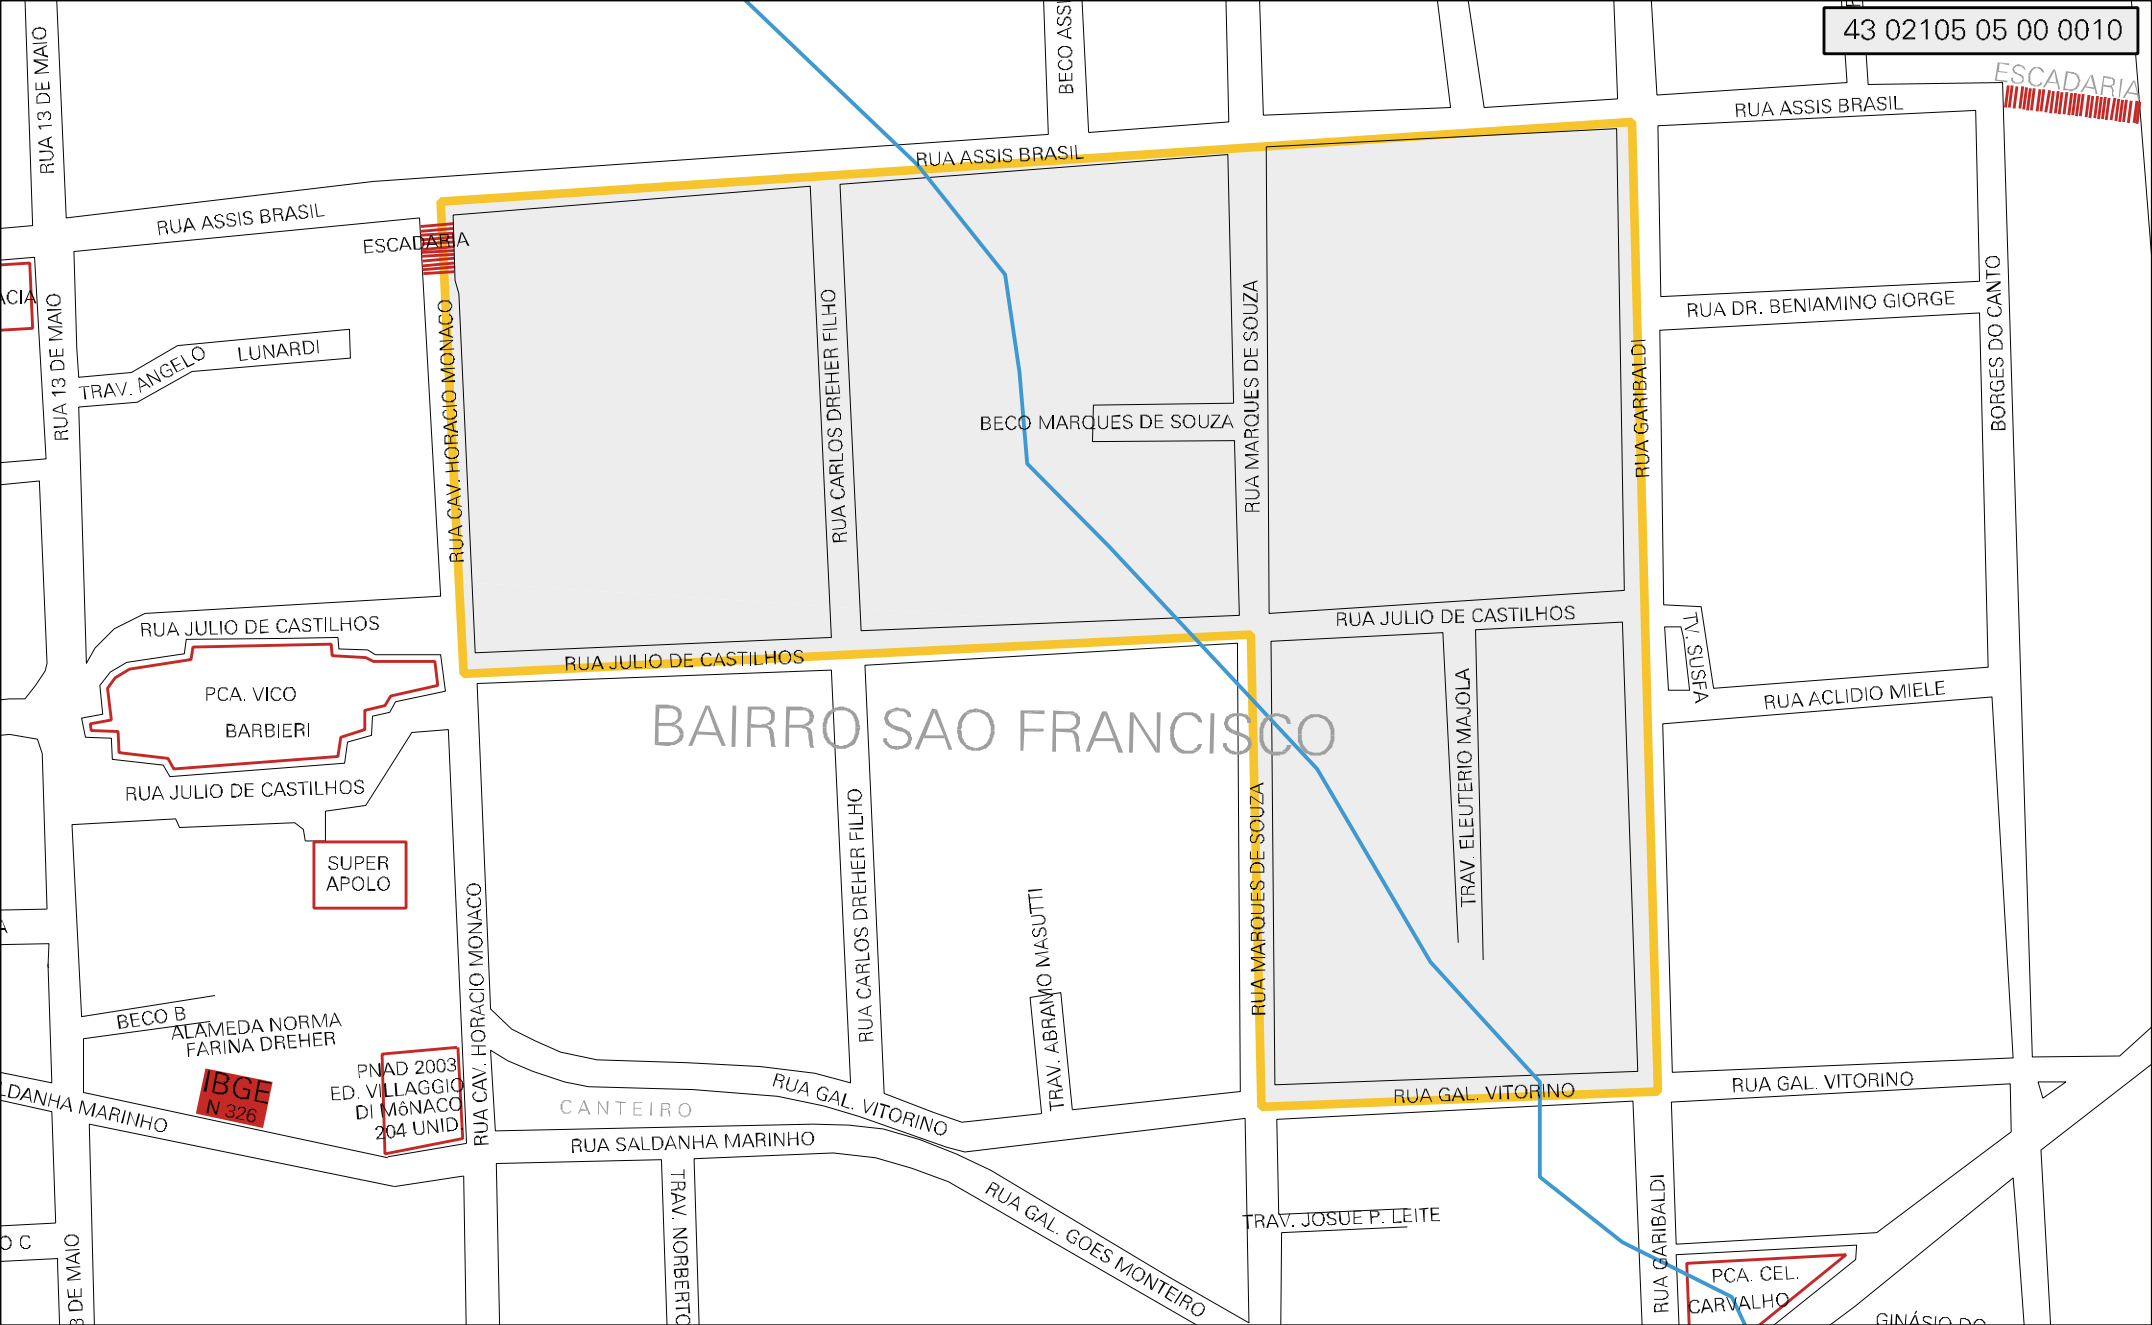 43 02105 05 00 0010
ESCADARIA
RUA 13 DE MAIO
RUA ASSIS BRASIL
RUA ASSIS BRASIL
RUA ASSIS BRASIL
ESCADARIA
RUA 13 DE MAIO
TRAV. ANGELO LUNARDI
RUA CAV. HORACIO MONACO
RUA CARLOS DREHER FILHO
BECO MARQUES DE SOUZA
RUA MARQUES DE SOUZA
RUA GARIBALDI
RUA DR. BENIAMINO GIORGE
BORGES DO CANTO
RUA JULIO DE CASTILHOS
RUA JULIO DE CASTILHOS
RUA JULIO DE CASTILHOS
TV. SUSFA
RUA ACLIDIO MIELE
PCA. VICO
BARBIERI
BAIRRO SAO FRANCISCO
RUA JULIO DE CASTILHOS
SUPER
APOLO
RUA CAV. HORACIO MONACO
RUA CARLOS DREHER FILHO
TRAV. ABRAMO MASUTTI
RUA MARQUES DE SOUZA
TRAV. ELEUTERIO MAJOLA
BECO B
ALAMEDA NORMA
FARINA DREHER
IBGE
N 326
PNAD 2003
ED. VILLAGGIO
DI MôNACO
204 UNID
CANTEIRO
RUA GAL. VITORINO
RUA GAL. VITORINO
RUA GAL. VITORINO
LDANHA MARINHO
RUA SALDANHA MARINHO
TRAV. NORBERTO
RUA GAL. GOES MONTEIRO
TRAV. JOSUE P. LEITE
RUA GARIBALDI
PCA. CEL.
CARVALHO
DE MAIO
BECO ASSI
ACIA
O C